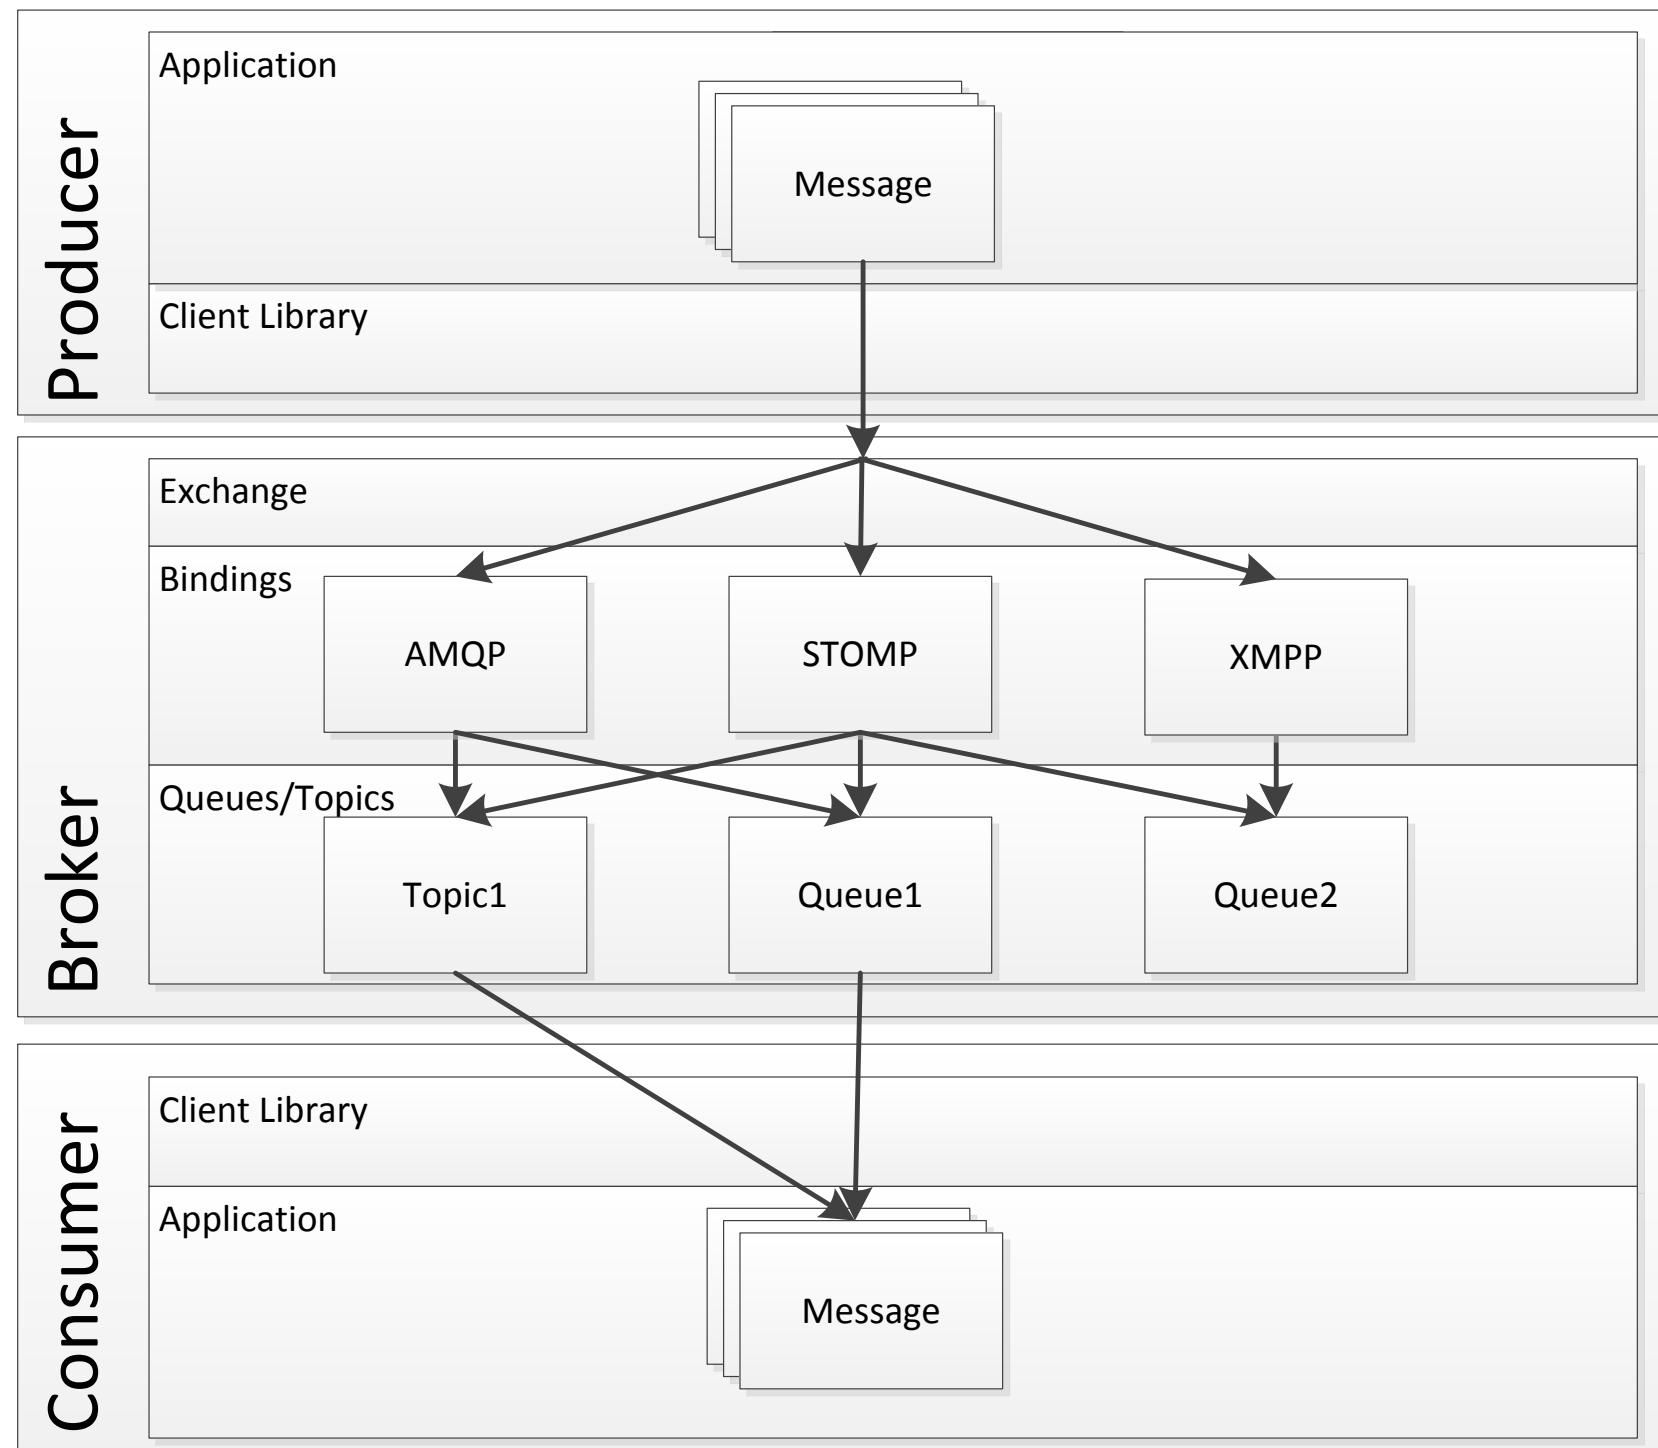 Producer
Application
Message
Client Library
Broker
Exchange
Bindings
AMQP
STOMP
XMPP
Queues/Topics
Topic1
Queue1
Queue2
Consumer
Client Library
Application
Message